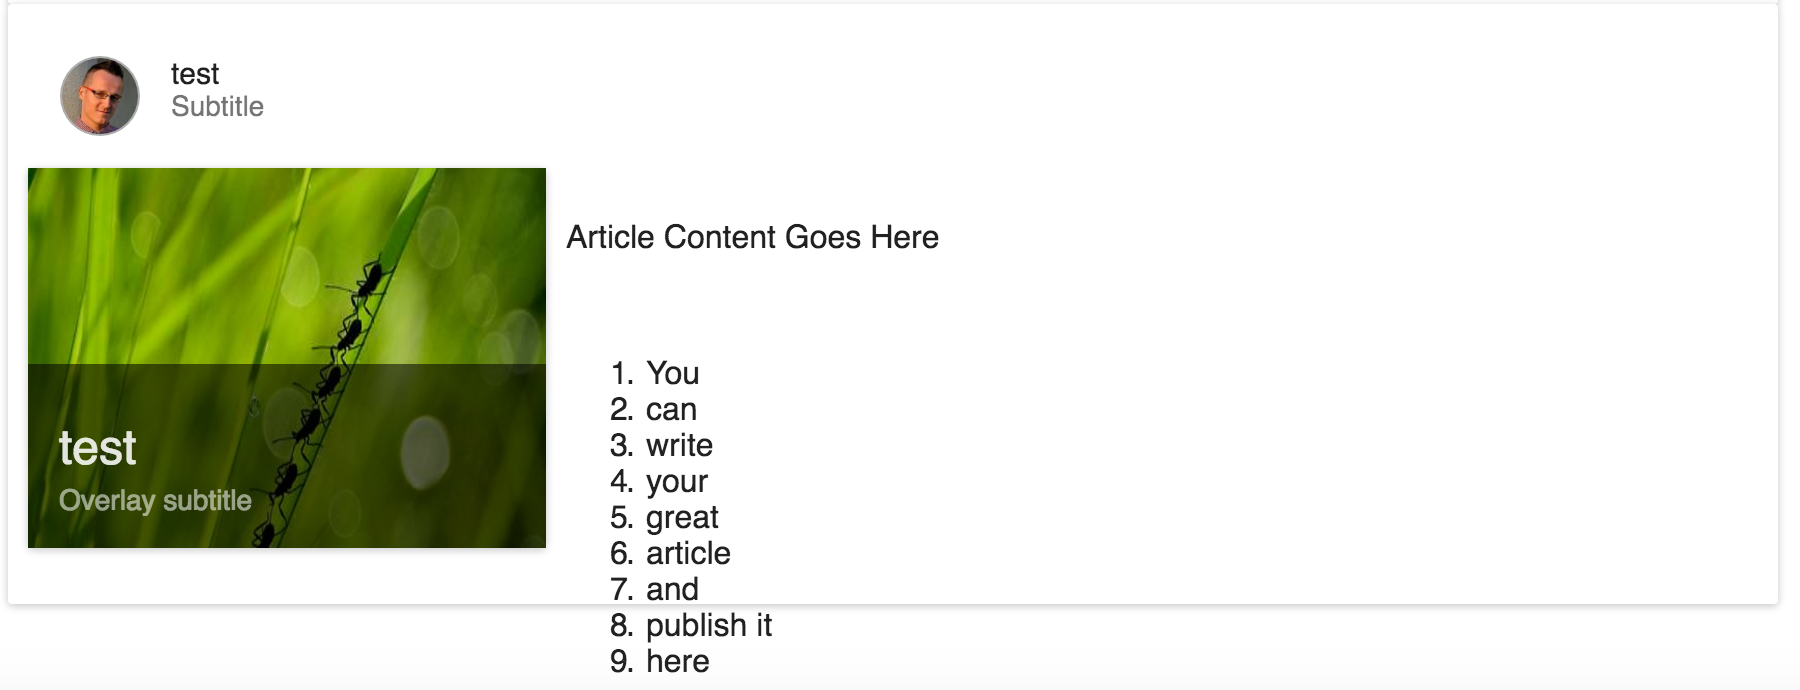 test
Subtitle
test
Overlay subtitle
Article Content Goes Here
1. You
2. can
3. write
4. your
5. great
6. article
7. and
8. publish it
9. here